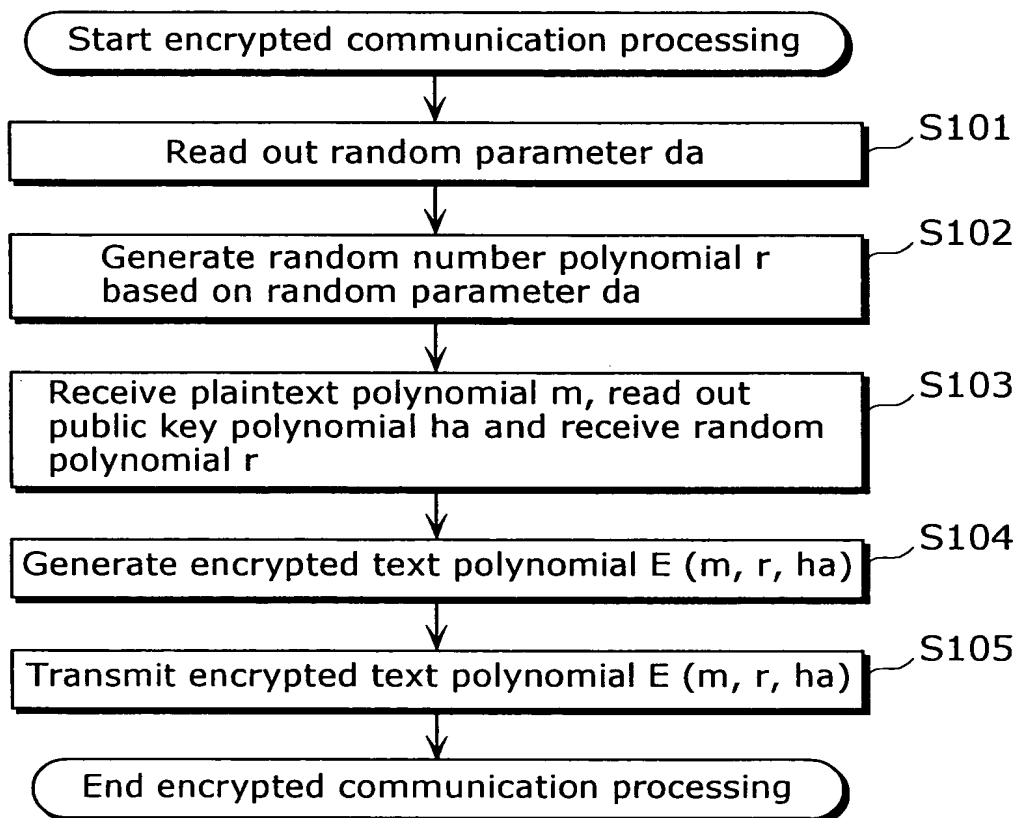 Start encrypted communication processing
S101
Read out random parameter da
S102
Generate random number polynomial r
based on random parameter da
S103
Receive plaintext polynomial m, read out
public key polynomial ha and receive random
polynomial r
S104
Generate encrypted text polynomial E (m, r, ha)
S105
Transmit encrypted text polynomial E (m, r, ha)
End encrypted communication processing